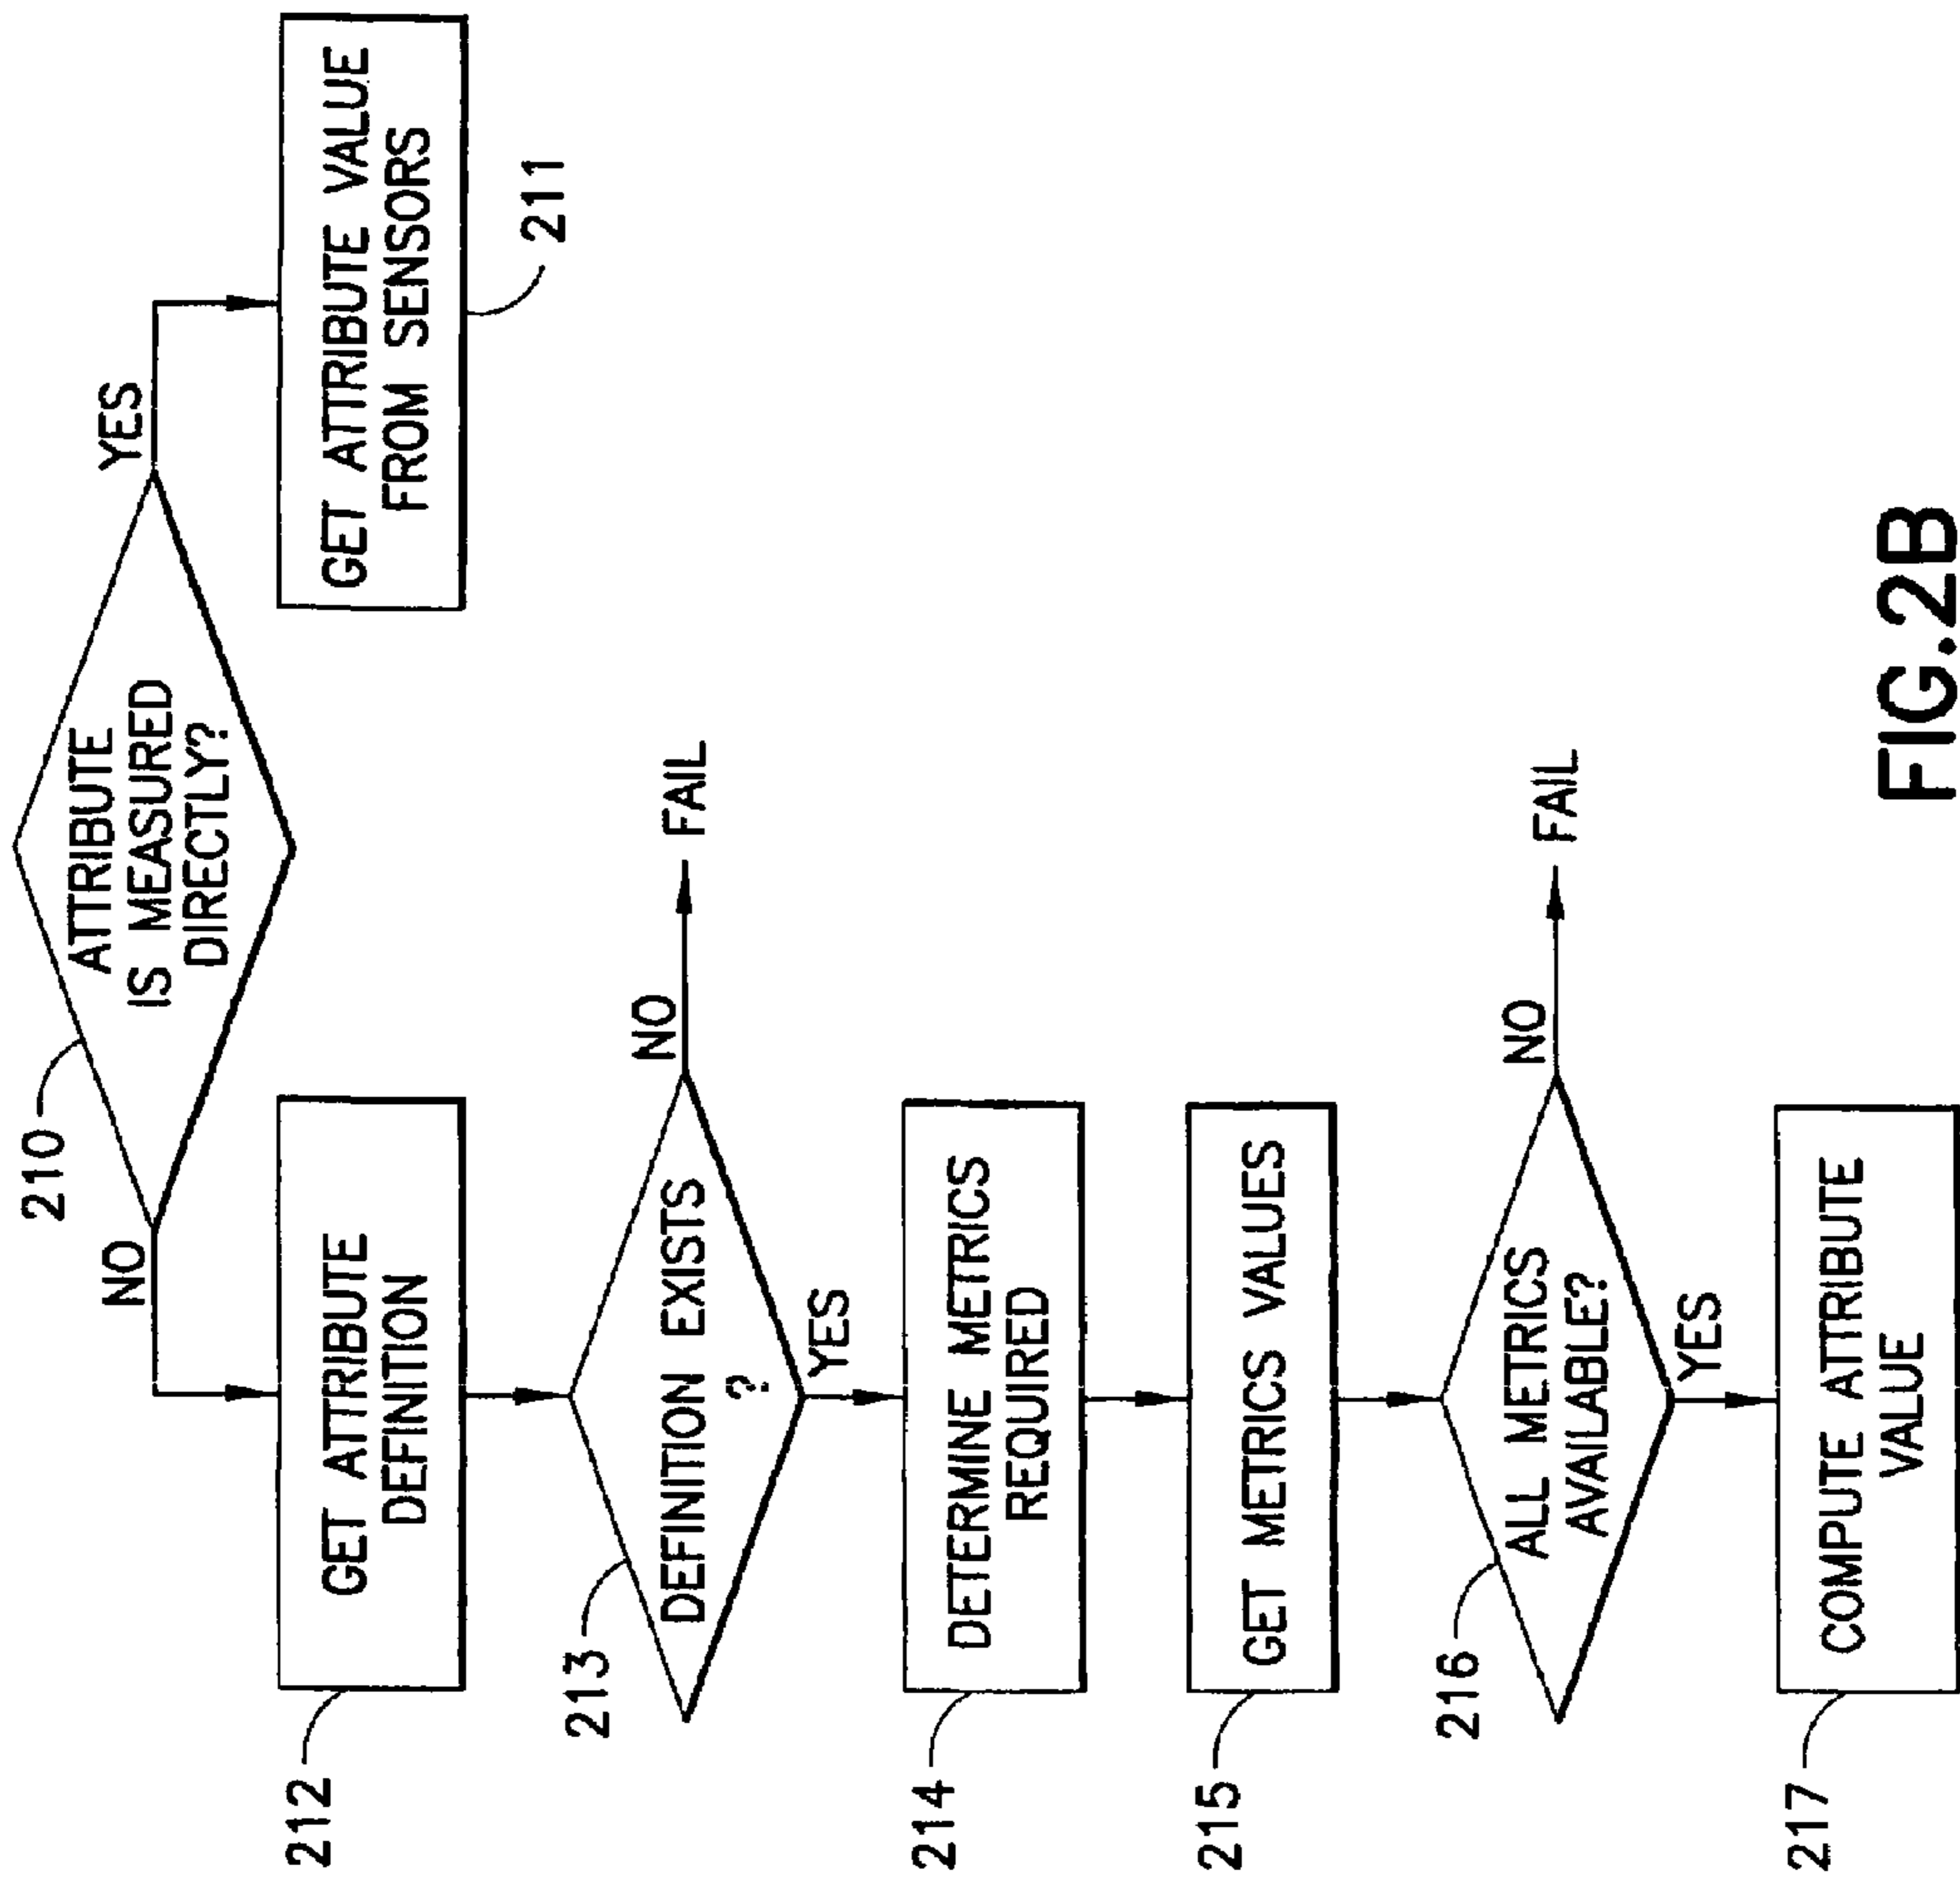 210
ATTRIBUTE
IS MEASURED
DIRECTLY?
NO
YES
212
GET ATTRIBUTE
DEFINITION
GET ATTRIBUTE VALUE
FROM SENSORS
211
213
DEFINITION EXISTS
?
NO
FAIL
YES
214
DETERMINE METRICS
REQUIRED
215
GET METRICS VALUES
216
ALL METRICS
AVAILABLE?
NO
FAIL
YES
217
COMPUTE ATTRIBUTE
VALUE
FIG.2B